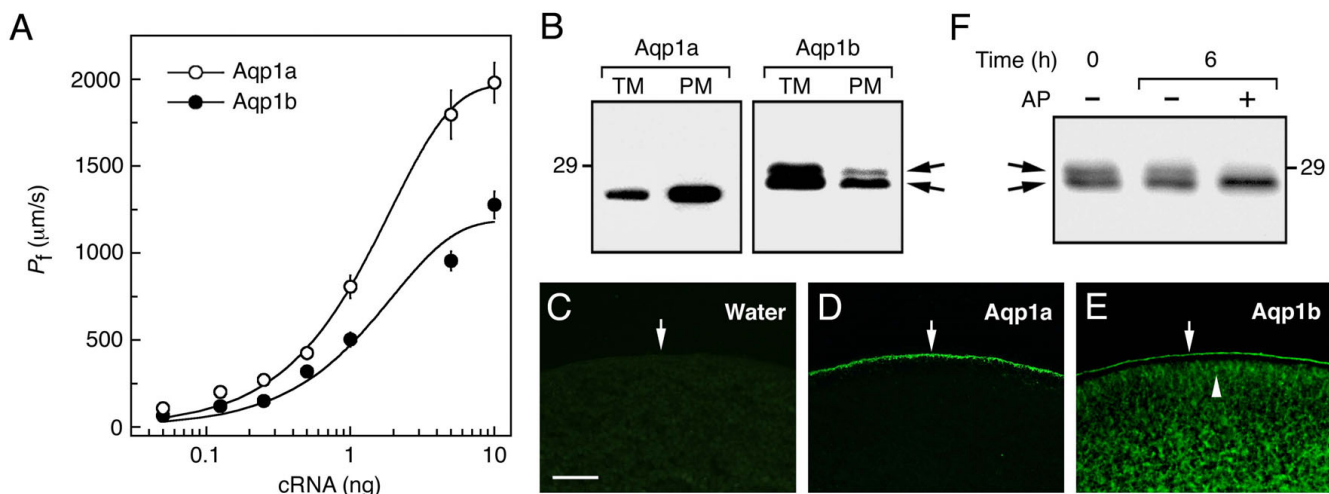 A
2000
1500
1000
500
0
Pf (μm/s)
Aqp1a
Aqp1b
0.1 1 10
cRNA (ng)
B
Aqp1a Aqp1b
TM PM TM PM
29
F
Time (h) 0 6
AP – – +
29
C
Water
D
Aqp1a
E
Aqp1b